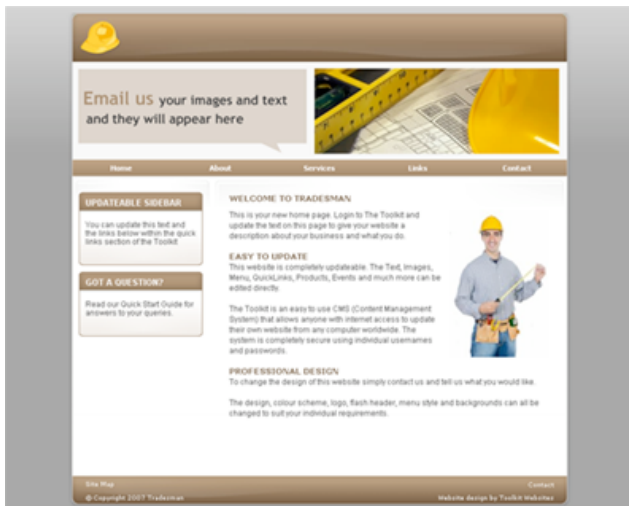 Email us your images and text
and they will appear here
Home About Services Links Contact
UPDATEABLE SIDEBAR
You can update this text and
the links below within the quick
links section of the Toolkit
GOT A QUESTION?
Read our Quick Start Guide for
answers to your queries.
WELCOME TO TRADESMAN
This is your new home page. Login to The Toolkit and
update the text on this page to give your website a
description about your business and what you do.
EASY TO UPDATE
This website is completely updateable. The Text, Images,
Menu, QuickLinks, Products, Events and much more can be
edited directly.
The Toolkit is an easy to use CMS (Content Management
System) that allows anyone with internet access to update
their own website from any computer worldwide. The
system is completely secure using individual usernames
and passwords.
PROFESSIONAL DESIGN
To change the design of this website simply contact us and tell us what you would like.
The design, colour scheme, logo, flash header, menu style and backgrounds can all be
changed to suit your individual requirements.
Site Map Contact
© Copyright 2007 Tradesman Website design by Toolkit Websites